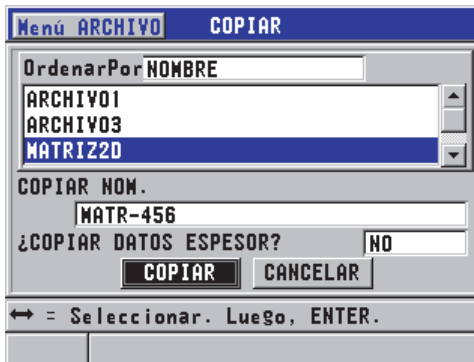 Menú ARCHIVO COPIAR
OrdenarPor NOMBRE
ARCHIVO1
ARCHIVO3
MATRIZ2D
COPIAR NOM.
MATR-456
¿COPIAR DATOS ESPESOR? NO
COPIAR CANCELAR
↔ = Seleccionar. Luego, ENTER.